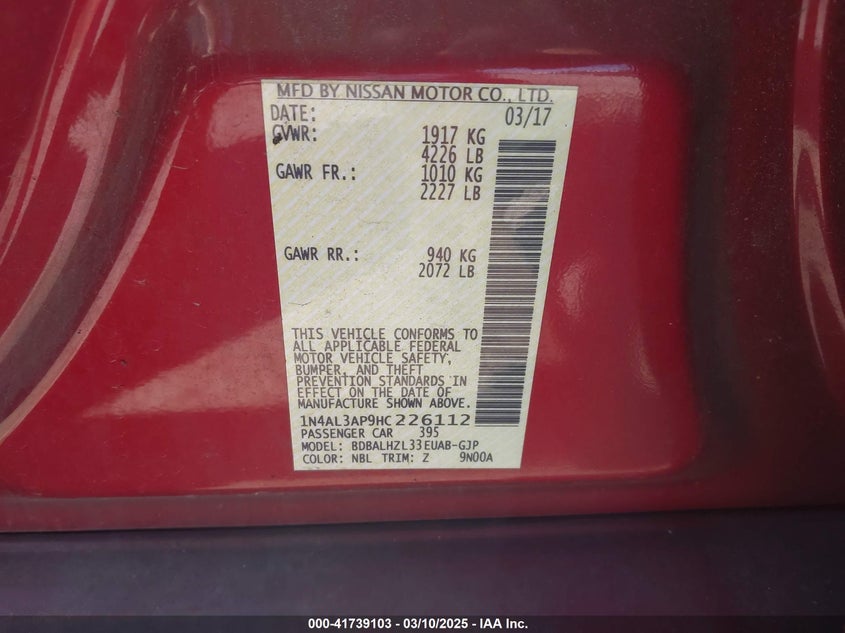 MFD BY NISSAN MOTOR CO., LTD.
DATE: 03/17
GVWR: 1917 KG
4226 LB
GAWR FR.: 1010 KG
2227 LB
GAWR RR.: 940 KG
2072 LB
THIS VEHICLE CONFORMS TO
ALL APPLICABLE FEDERAL
MOTOR VEHICLE SAFETY,
BUMPER, AND THEFT
PREVENTION STANDARDS IN
EFFECT ON THE DATE OF
MANUFACTURE SHOWN ABOVE.
1N4AL3AP9HC226112
PASSENGER CAR 395
MODEL: BDBALHZL33EUAB-GJP
COLOR: NBL TRIM: Z 9N00A
000-41739103 — 03/10/2025 — IAA Inc.